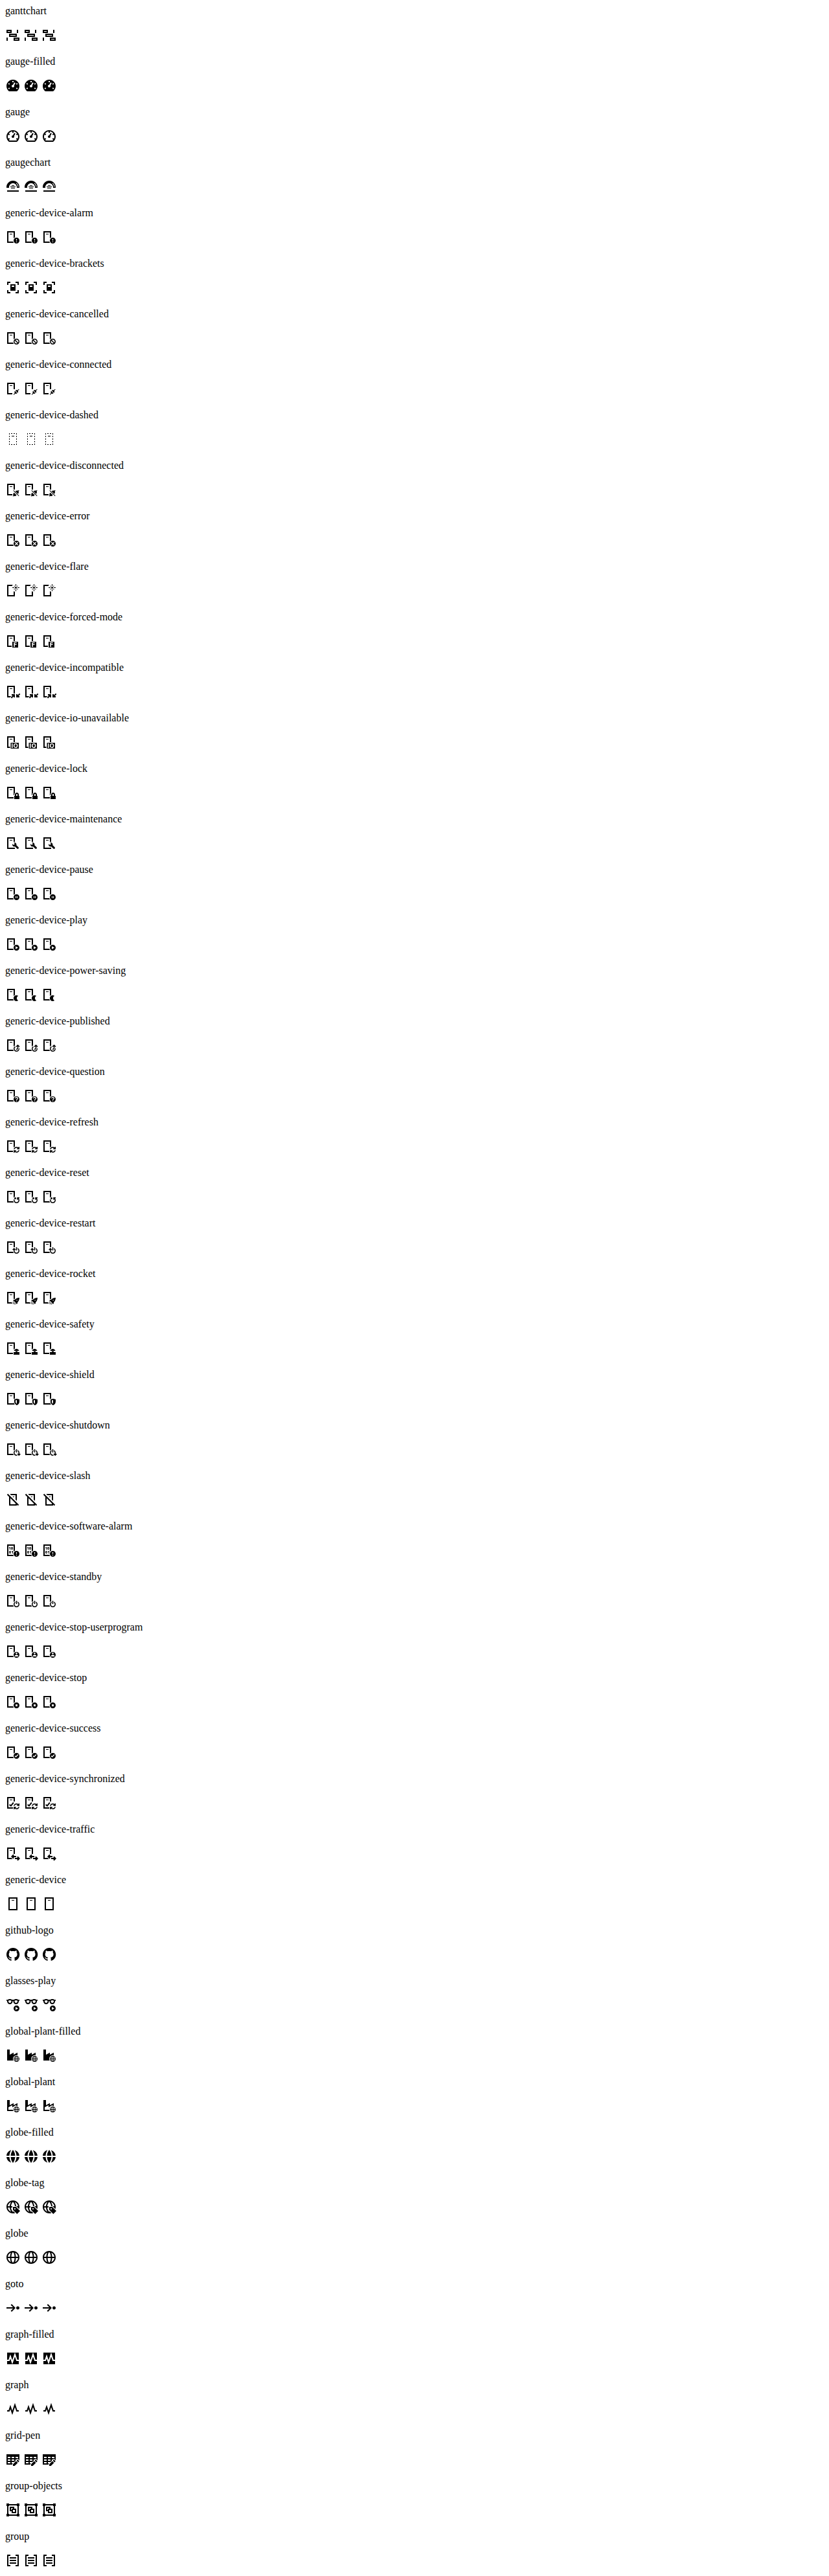 ganttchart
gauge-filled
gauge
gaugechart
generic-device-alarm
generic-device-brackets
generic-device-cancelled
generic-device-connected
generic-device-dashed
generic-device-disconnected
generic-device-error
generic-device-flare
generic-device-forced-mode
generic-device-incompatible
generic-device-io-unavailable
generic-device-lock
generic-device-maintenance
generic-device-pause
generic-device-play
generic-device-power-saving
generic-device-published
generic-device-question
generic-device-refresh
generic-device-reset
generic-device-restart
generic-device-rocket
generic-device-safety
generic-device-shield
generic-device-shutdown
generic-device-slash
generic-device-software-alarm
generic-device-standby
generic-device-stop-userprogram
generic-device-stop
generic-device-success
generic-device-synchronized
generic-device-traffic
generic-device
github-logo
glasses-play
global-plant-filled
global-plant
globe-filled
globe-tag
globe
goto
graph-filled
graph
grid-pen
group-objects
group